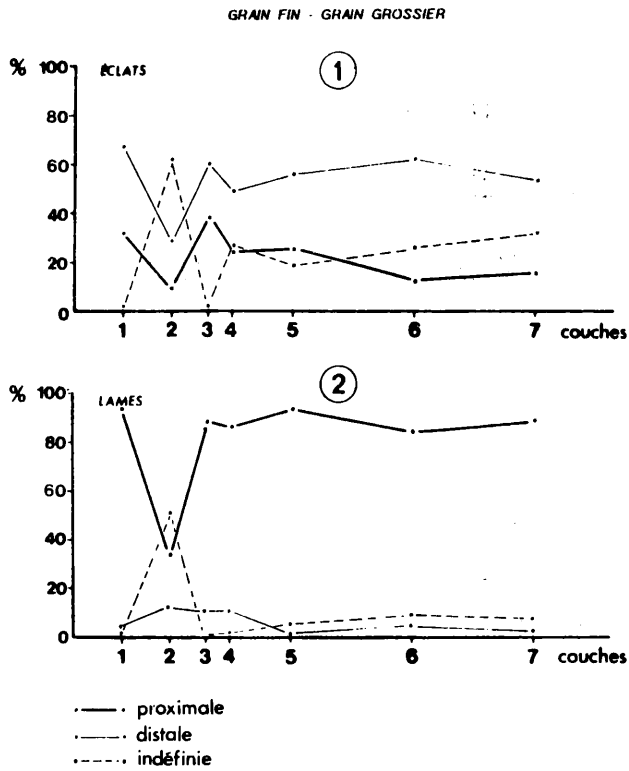 GRAIN FIN - GRAIN GROSSIER
% 100 ÉCLATS 1
80
60
40
20
0
1 2 3 4 5 6 7 couches
% 100 LAMES 2
80
60
40
20
0
1 2 3 4 5 6 7 couches
proximale
distale
indéfinie